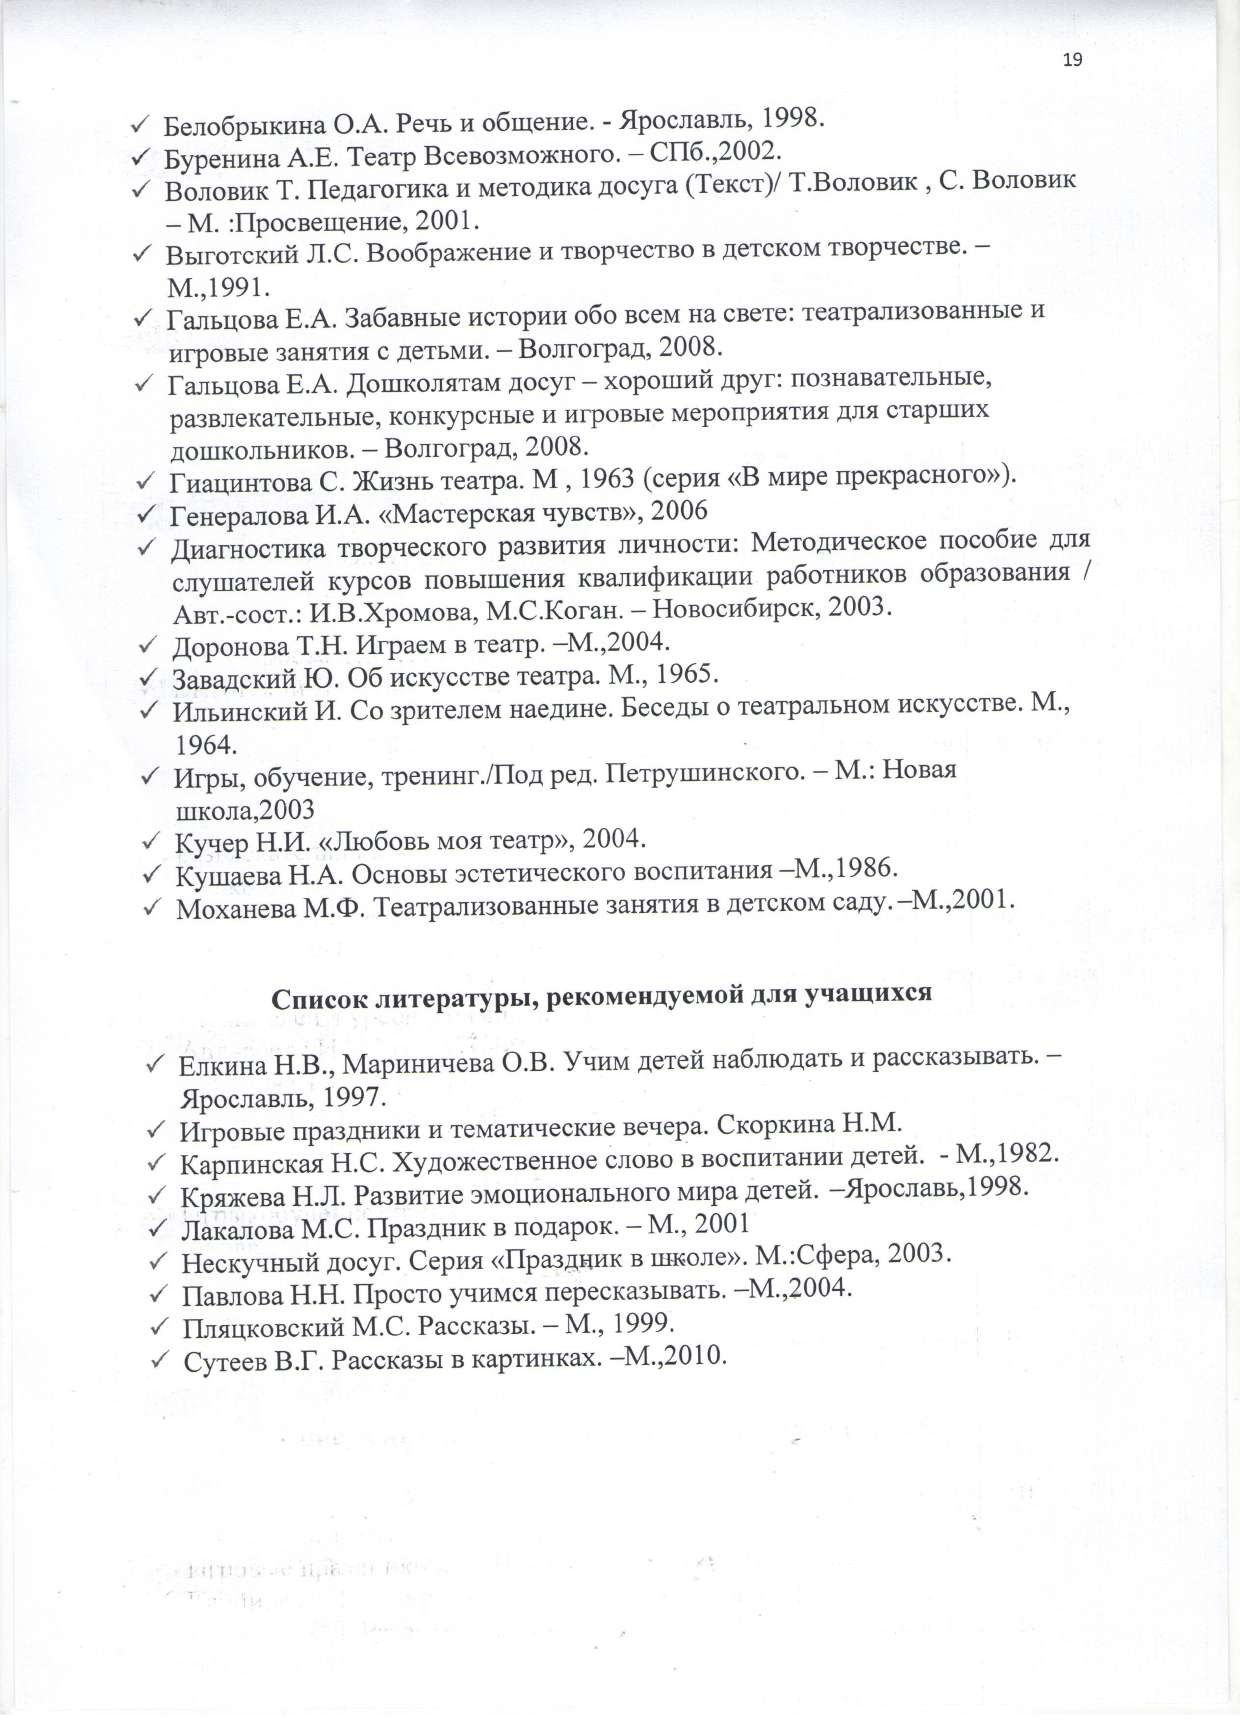 19
✓ Белобрыкина О.А. Речь и общение. - Ярославль, 1998.
✓ Буренина А.Е. Театр Всевозможного. – СПб.,2002.
✓ Воловик Т. Педагогика и методика досуга (Текст)/ Т.Воловик , С. Воловик
– М. :Просвещение, 2001.
✓ Выготский Л.С. Воображение и творчество в детском творчестве. –
М.,1991.
✓ Гальцова Е.А. Забавные истории обо всем на свете: театрализованные и
игровые занятия с детьми. – Волгоград, 2008.
✓ Гальцова Е.А. Дошколятам досуг – хороший друг: познавательные,
развлекательные, конкурсные и игровые мероприятия для старших
дошкольников. – Волгоград, 2008.
✓ Гиацинтова С. Жизнь театра. М , 1963 (серия «В мире прекрасного»).
✓ Генералова И.А. «Мастерская чувств», 2006
✓ Диагностика творческого развития личности: Методическое пособие для
слушателей курсов повышения квалификации работников образования /
Авт.-сост.: И.В.Хромова, М.С.Коган. – Новосибирск, 2003.
✓ Доронова Т.Н. Играем в театр. –М.,2004.
✓ Завадский Ю. Об искусстве театра. М., 1965.
✓ Ильинский И. Со зрителем наедине. Беседы о театральном искусстве. М.,
1964.
✓ Игры, обучение, тренинг./Под ред. Петрушинского. – М.: Новая
школа,2003
✓ Кучер Н.И. «Любовь моя театр», 2004.
✓ Кушаева Н.А. Основы эстетического воспитания –М.,1986.
✓ Моханева М.Ф. Театрализованные занятия в детском саду. –М.,2001.
Список литературы, рекомендуемой для учащихся
✓ Елкина Н.В., Мариничева О.В. Учим детей наблюдать и рассказывать. –
Ярославль, 1997.
✓ Игровые праздники и тематические вечера. Скоркина Н.М.
✓ Карпинская Н.С. Художественное слово в воспитании детей. - М.,1982.
✓ Кряжева Н.Л. Развитие эмоционального мира детей. –Ярославь,1998.
✓ Лакалова М.С. Праздник в подарок. – М., 2001
✓ Нескучный досуг. Серия «Праздник в школе». М.:Сфера, 2003.
✓ Павлова Н.Н. Просто учимся пересказывать. –М.,2004.
✓ Пляцковский М.С. Рассказы. – М., 1999.
✓ Сутеев В.Г. Рассказы в картинках. –М.,2010.